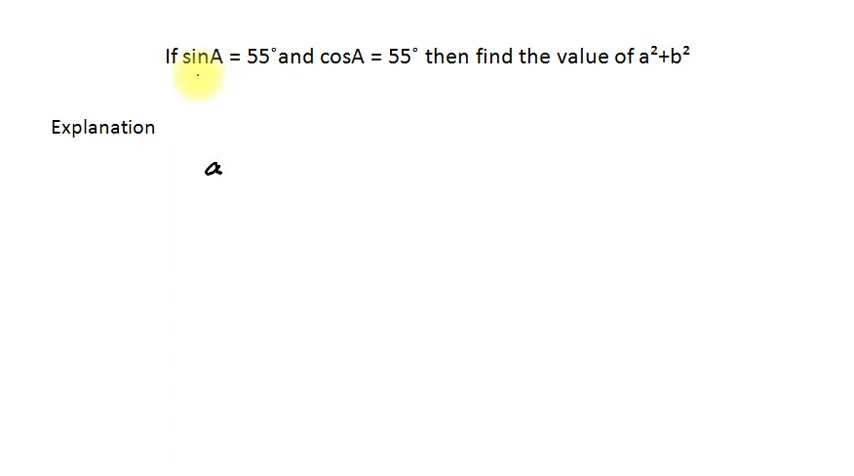 If sinA = 55˚and cosA = 55˚ then find the value of a²+b²
Explanation
a